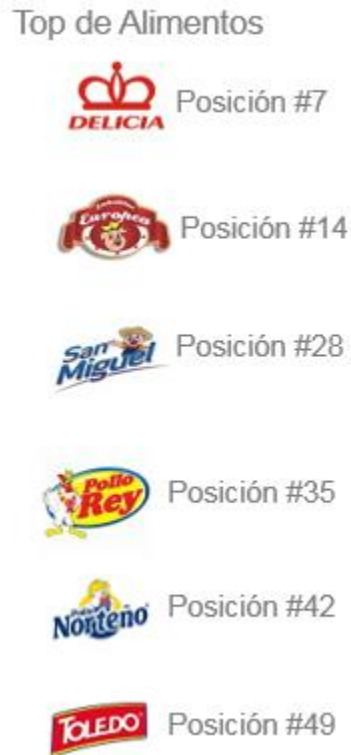 Top de Alimentos
DELICIA
Posición #7
Europea
Posición #14
San Miguel
Posición #28
Pollo Rey
Posición #35
Norteño
Posición #42
TOLEDO
Posición #49